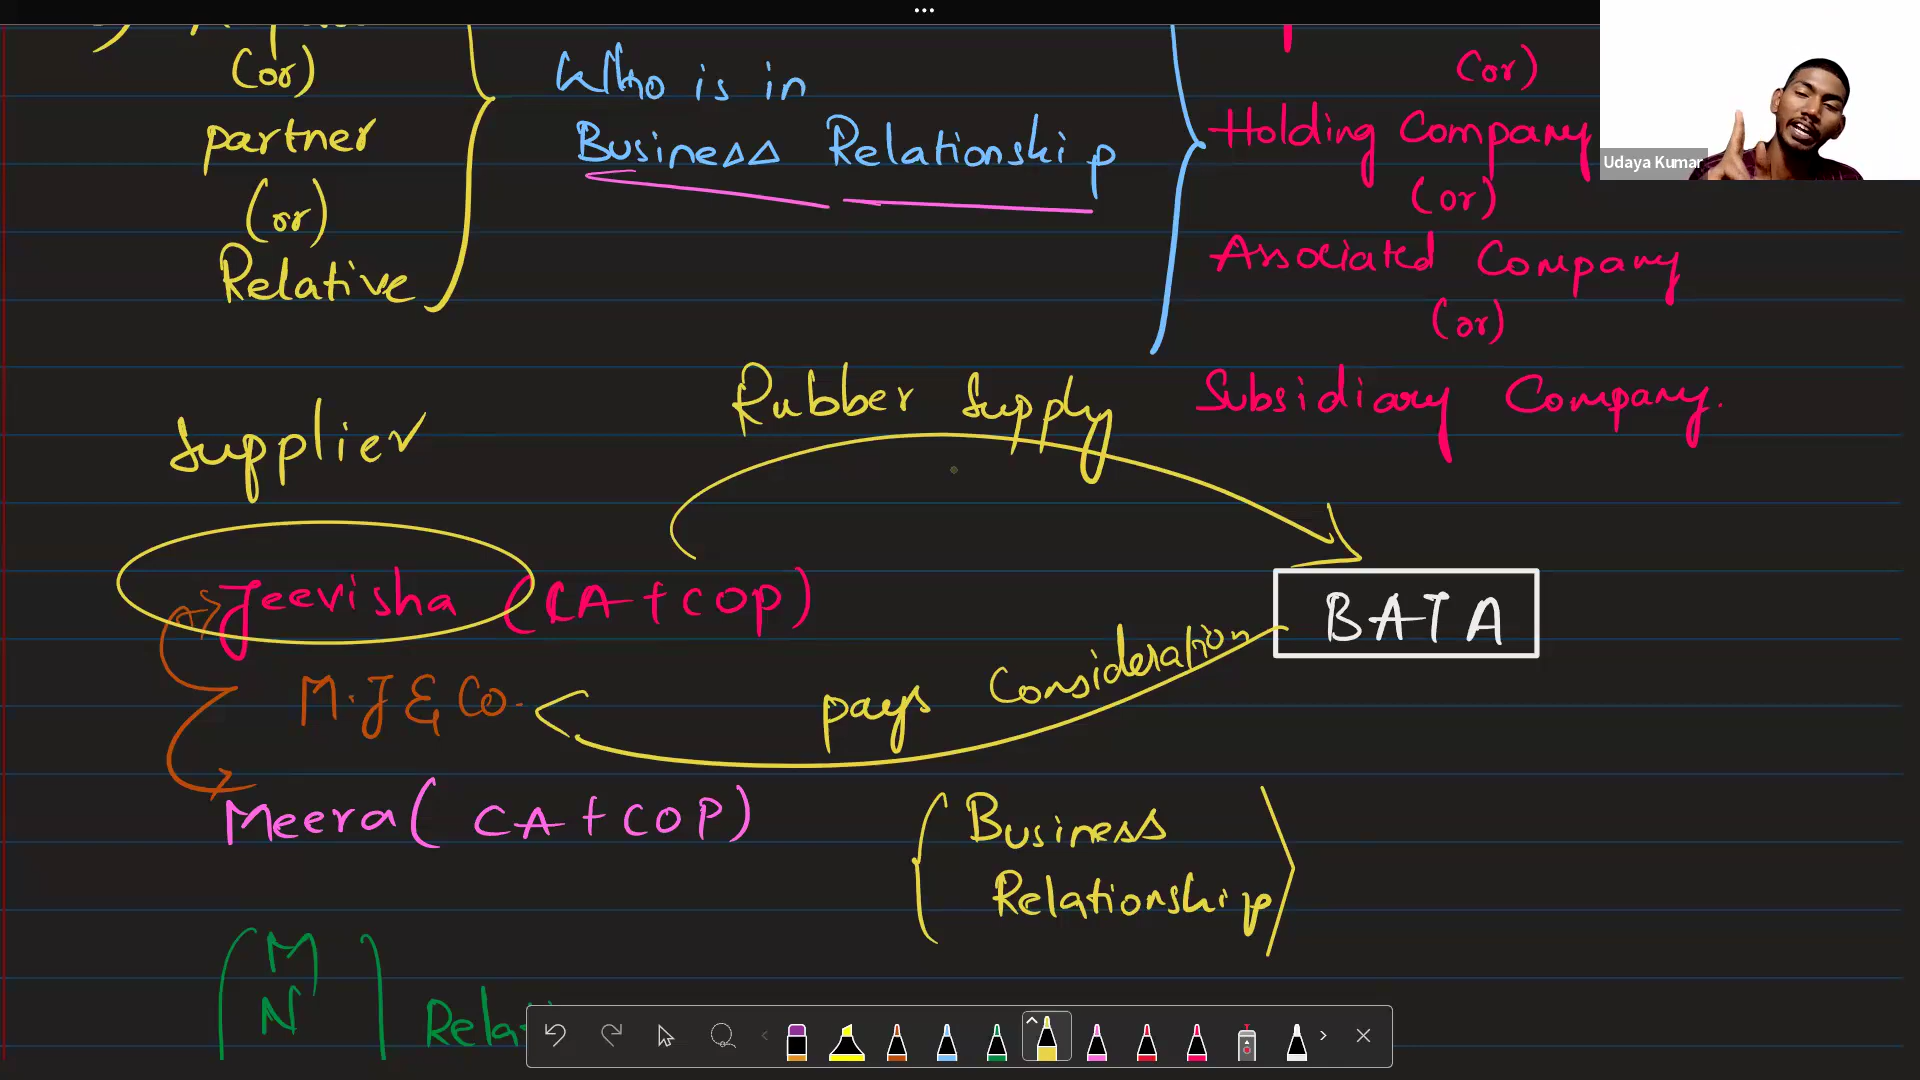 (or)
partner
(or)
Relative
Who is in
Business Relationship
(or)
Holding Company
(or)
Associated Company
(or)
Subsidiary Company.
Udaya Kumar
Supplier
Rubber Supply
Jeevisha (CA + COP)
BATA
M.J & Co.
pays Consideration
Meera (CA + COP)
Business
Relationship
M
N